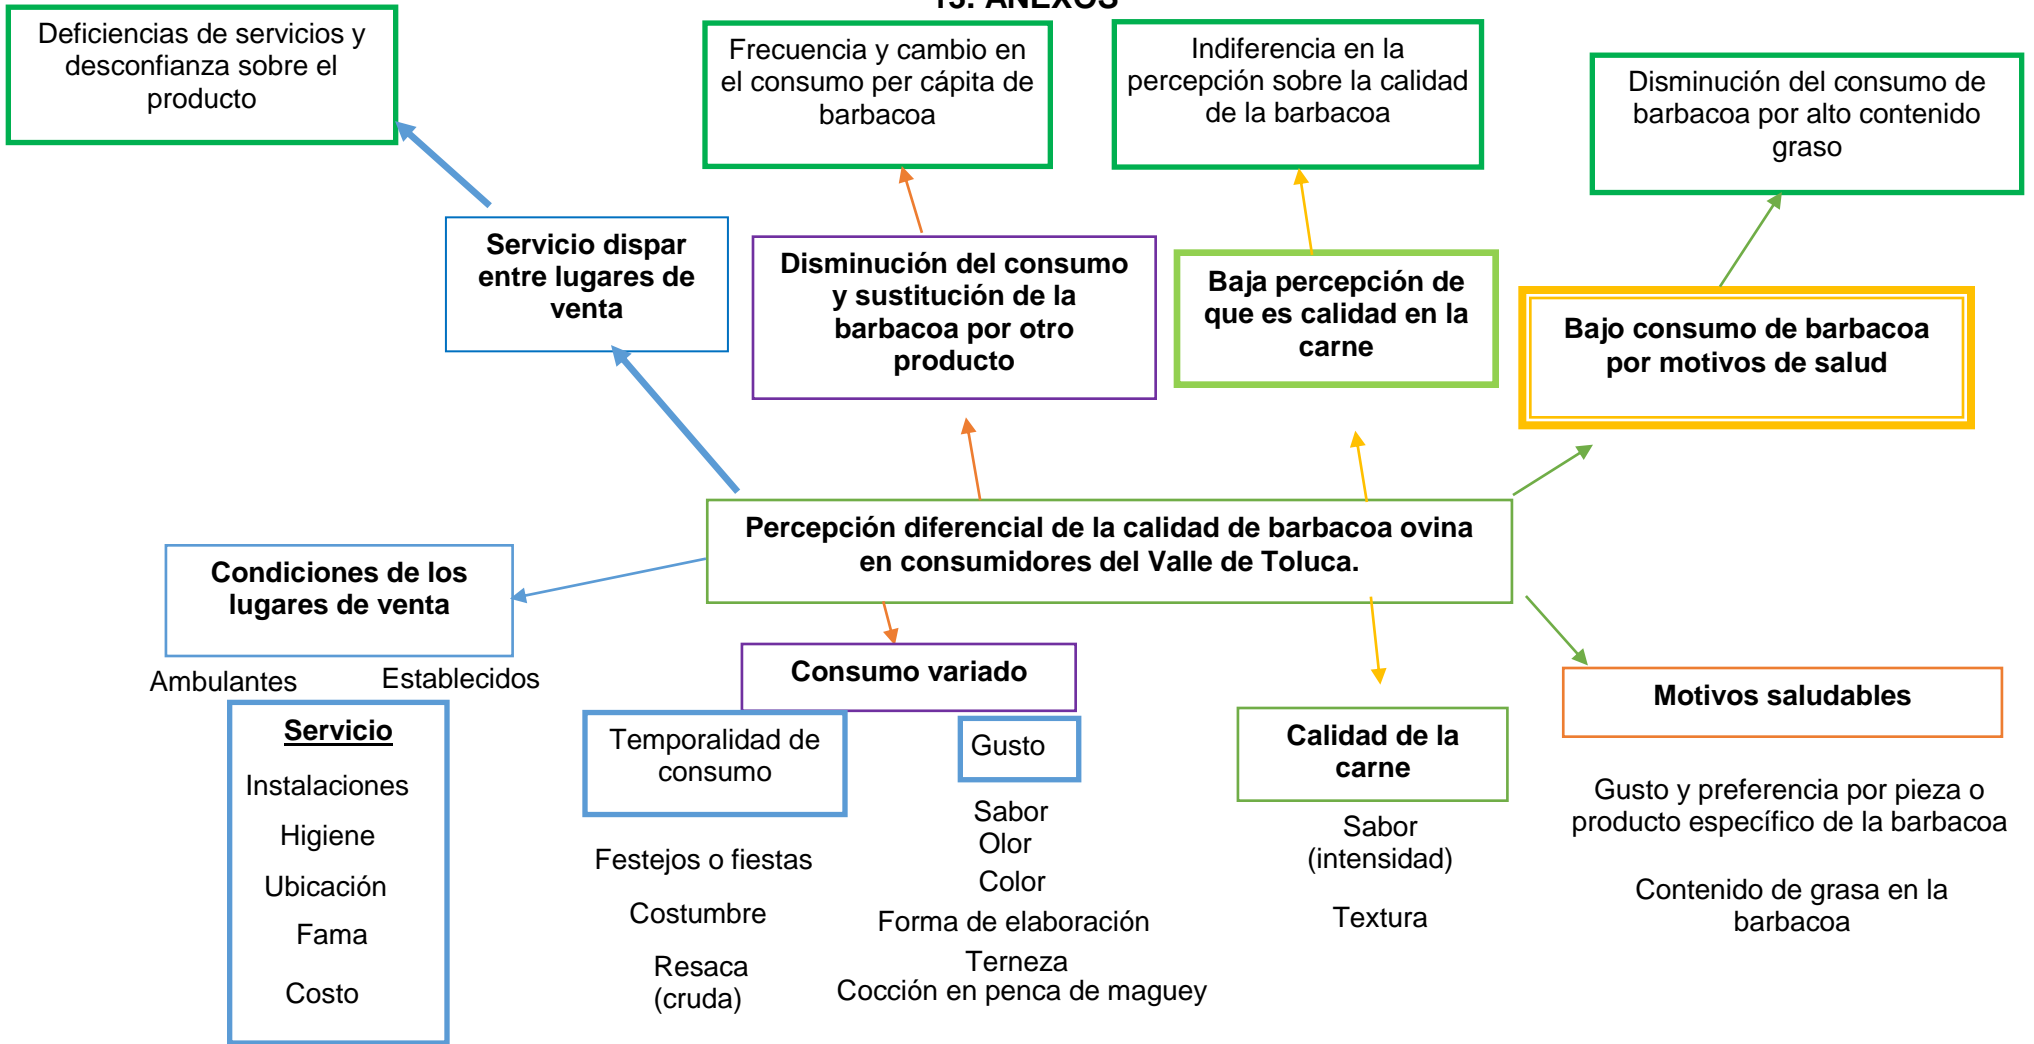 13. ANEXOS
Deficiencias de servicios y
desconfianza sobre el
producto
Frecuencia y cambio en
el consumo per cápita de
barbacoa
Indiferencia en la
percepción sobre la calidad
de la barbacoa
Disminución del consumo de
barbacoa por alto contenido
graso
Servicio dispar
entre lugares de
venta
Disminución del consumo
y sustitución de la
barbacoa por otro
producto
Baja percepción de
que es calidad en la
carne
Bajo consumo de barbacoa
por motivos de salud
Percepción diferencial de la calidad de barbacoa ovina
en consumidores del Valle de Toluca.
Condiciones de los
lugares de venta
Ambulantes
Establecidos
Servicio
Instalaciones
Higiene
Ubicación
Fama
Costo
Consumo variado
Temporalidad de
consumo
Festejos o fiestas
Costumbre
Resaca
(cruda)
Gusto
Sabor
Olor
Color
Forma de elaboración
Terneza
Cocción en penca de maguey
Calidad de la
carne
Sabor
(intensidad)
Textura
Motivos saludables
Gusto y preferencia por pieza o
producto específico de la barbacoa
Contenido de grasa en la
barbacoa